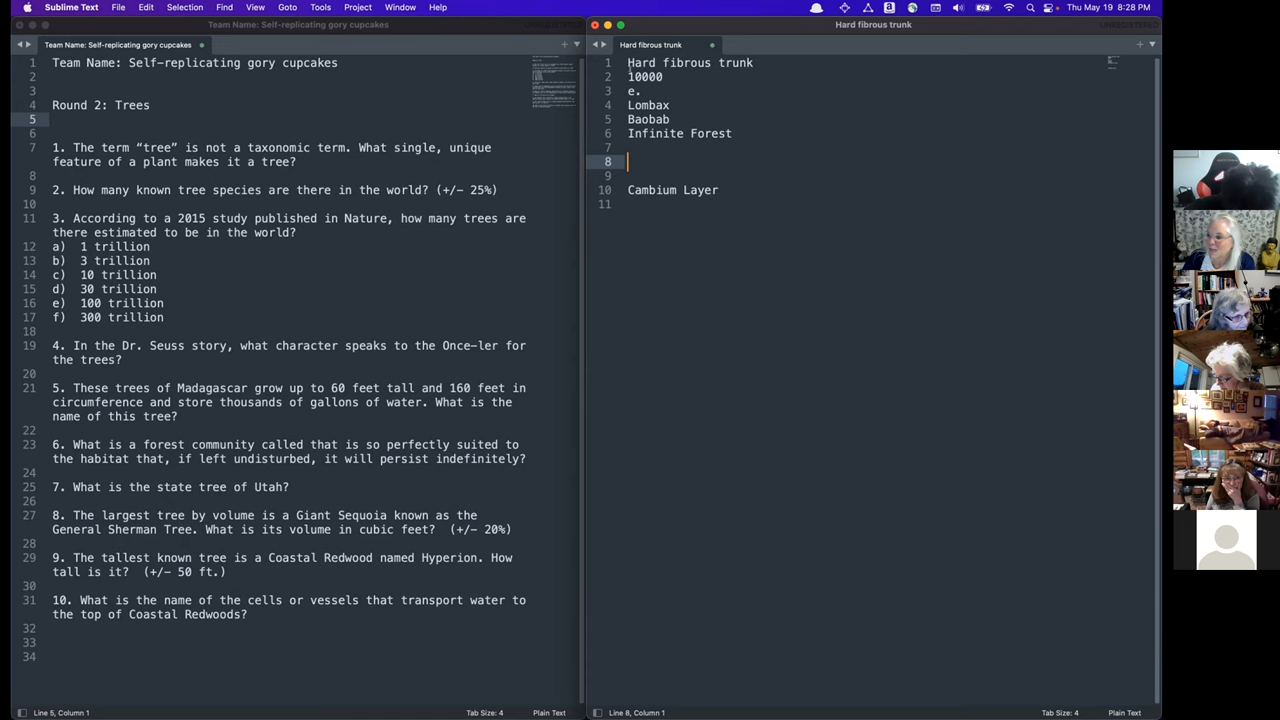 Sublime Text File Edit Selection Find View Goto Tools Project Window Help Thu May 19 8:28 PM
Team Name: Self-replicating gory cupcakes UNREGISTERED
Team Name: Self-replicating gory cupcakes
1 Team Name: Self-replicating gory cupcakes
2
3
4 Round 2: Trees
5
6
7 1. The term “tree” is not a taxonomic term. What single, unique
feature of a plant makes it a tree?
8
9 2. How many known tree species are there in the world? (+/- 25%)
10
11 3. According to a 2015 study published in Nature, how many trees are
there estimated to be in the world?
12 a) 1 trillion
13 b) 3 trillion
14 c) 10 trillion
15 d) 30 trillion
16 e) 100 trillion
17 f) 300 trillion
18
19 4. In the Dr. Seuss story, what character speaks to the Once-ler for
the trees?
20
21 5. These trees of Madagascar grow up to 60 feet tall and 160 feet in
circumference and store thousands of gallons of water. What is the
name of this tree?
22
23 6. What is a forest community called that is so perfectly suited to
the habitat that, if left undisturbed, it will persist indefinitely?
24
25 7. What is the state tree of Utah?
26
27 8. The largest tree by volume is a Giant Sequoia known as the
General Sherman Tree. What is its volume in cubic feet? (+/- 20%)
28
29 9. The tallest known tree is a Coastal Redwood named Hyperion. How
tall is it? (+/- 50 ft.)
30
31 10. What is the name of the cells or vessels that transport water to
the top of Coastal Redwoods?
32
33
34
Line 5, Column 1 Tab Size: 4 Plain Text
Hard fibrous trunk UNREGISTERED
Hard fibrous trunk
1 Hard fibrous trunk
2 10000
3 e.
4 Lombax
5 Baobab
6 Infinite Forest
7
8
9
10 Cambium Layer
11
Line 8, Column 1 Tab Size: 4 Plain Text